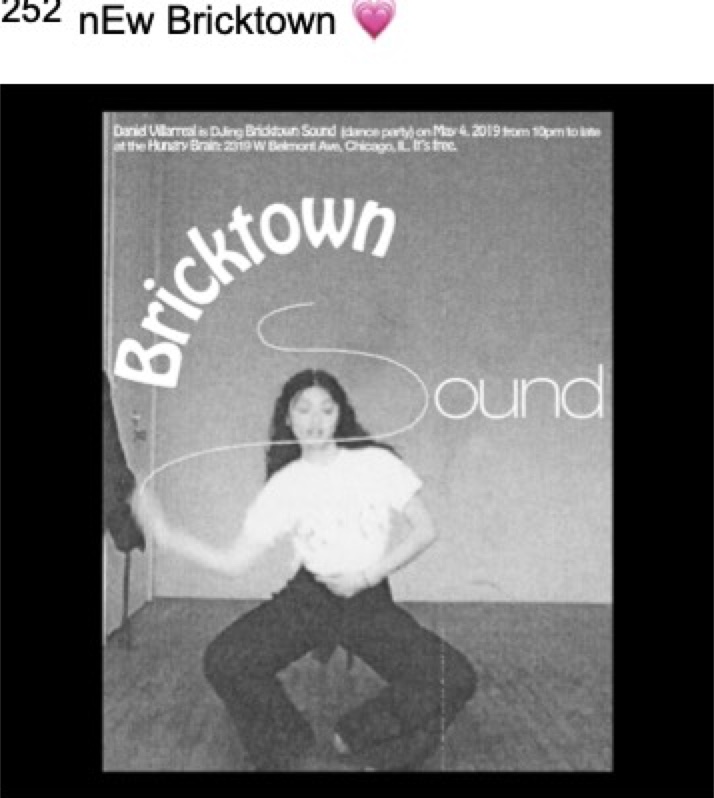 252 nEw Bricktown 💗
Daniel Villarreal is DJing Bricktown Sound (dance party) on May 4, 2019 from 10pm to late
at the Hungry Brain: 2319 W Belmont Ave, Chicago, IL. It's free.
Bricktown
Sound